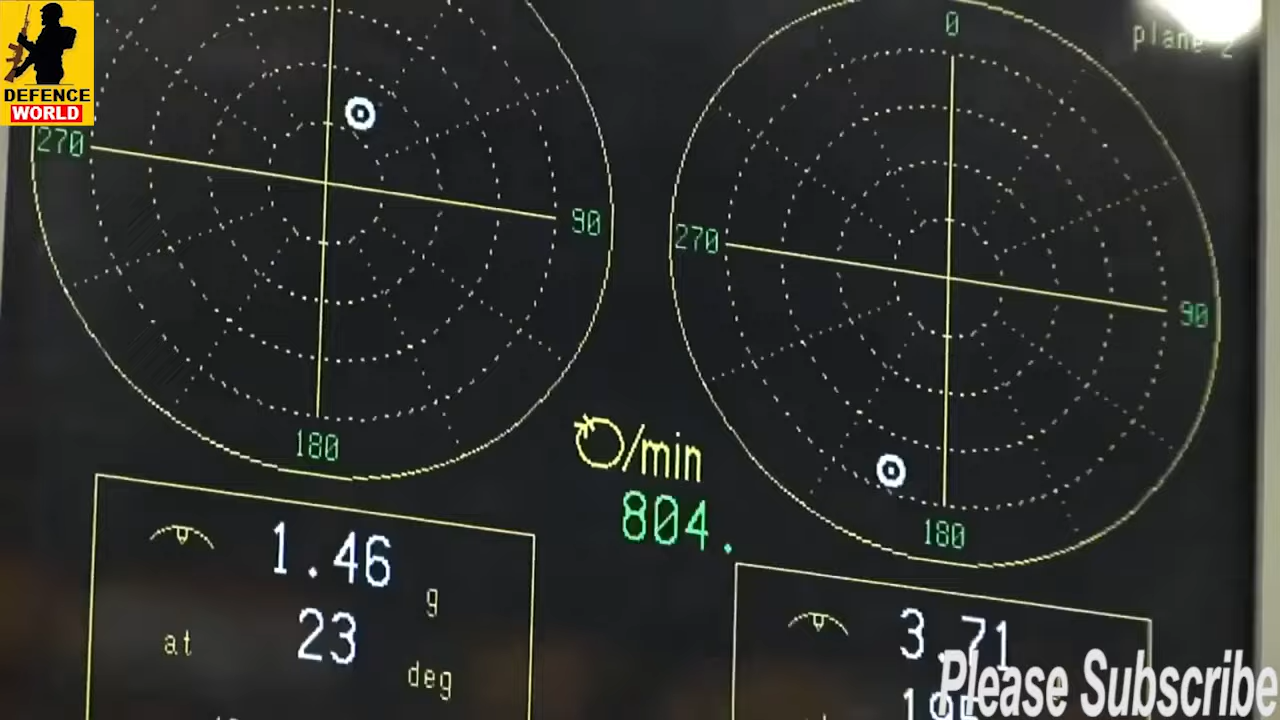 DEFENCE
WORLD
0
plane 2
270
90
180
270
90
180
/min
804.
1.46
g
at
23
deg
3.71
Please Subscribe